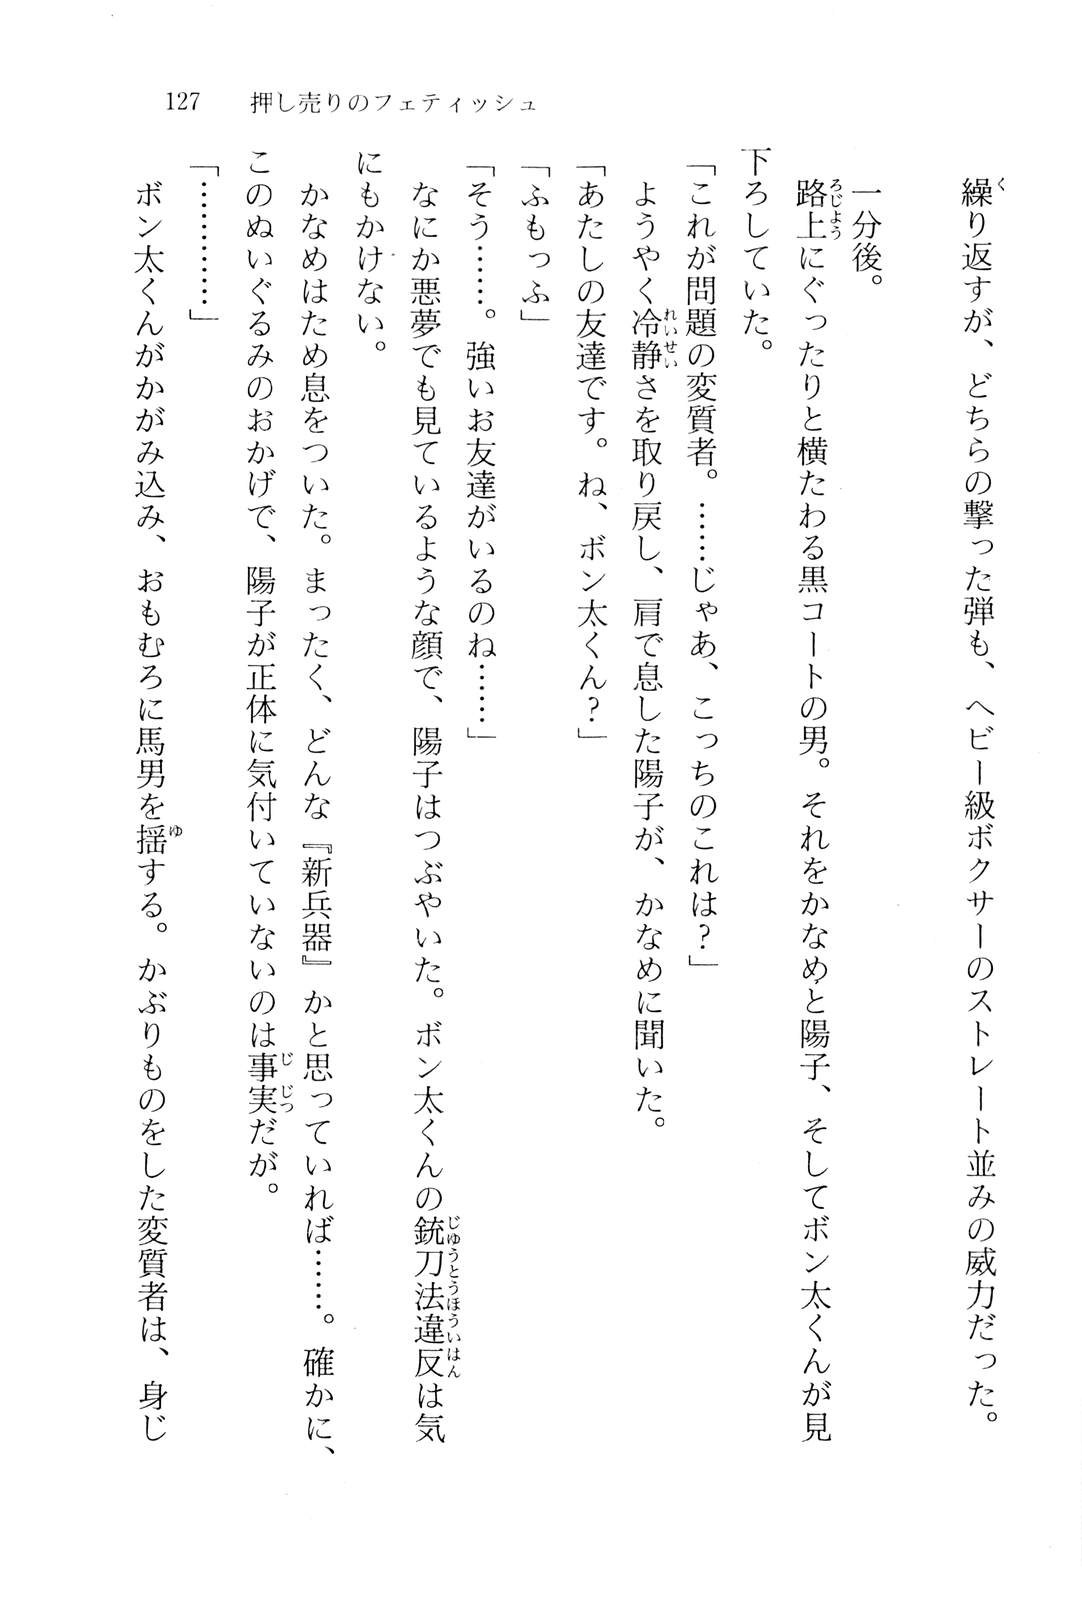 127　押し売りのフェティッシュ
繰り返すが、どちらの撃った弾も、ヘビー級ボクサーのストレート並みの威力だった。
一分後。
路上にぐったりと横たわる黒コートの男。それをかなめと陽子、そしてボン太くんが見
下ろしていた。
「これが問題の変質者。……じゃあ、こっちのこれは？」
ようやく冷静さを取り戻し、肩で息した陽子が、かなめに聞いた。
「あたしの友達です。ね、ボン太くん？」
「ふもっふ」
「そう……。強いお友達がいるのね……」
なにか悪夢でも見ているような顔で、陽子はつぶやいた。ボン太くんの銃刀法違反は気
にもかけない。
かなめはため息をついた。まったく、どんな『新兵器』かと思っていれば……。確かに、
このぬいぐるみのおかげで、陽子が正体に気付いていないのは事実だが。
「…………」
ボン太くんがかがみ込み、おもむろに馬男を揺する。かぶりものをした変質者は、身じ